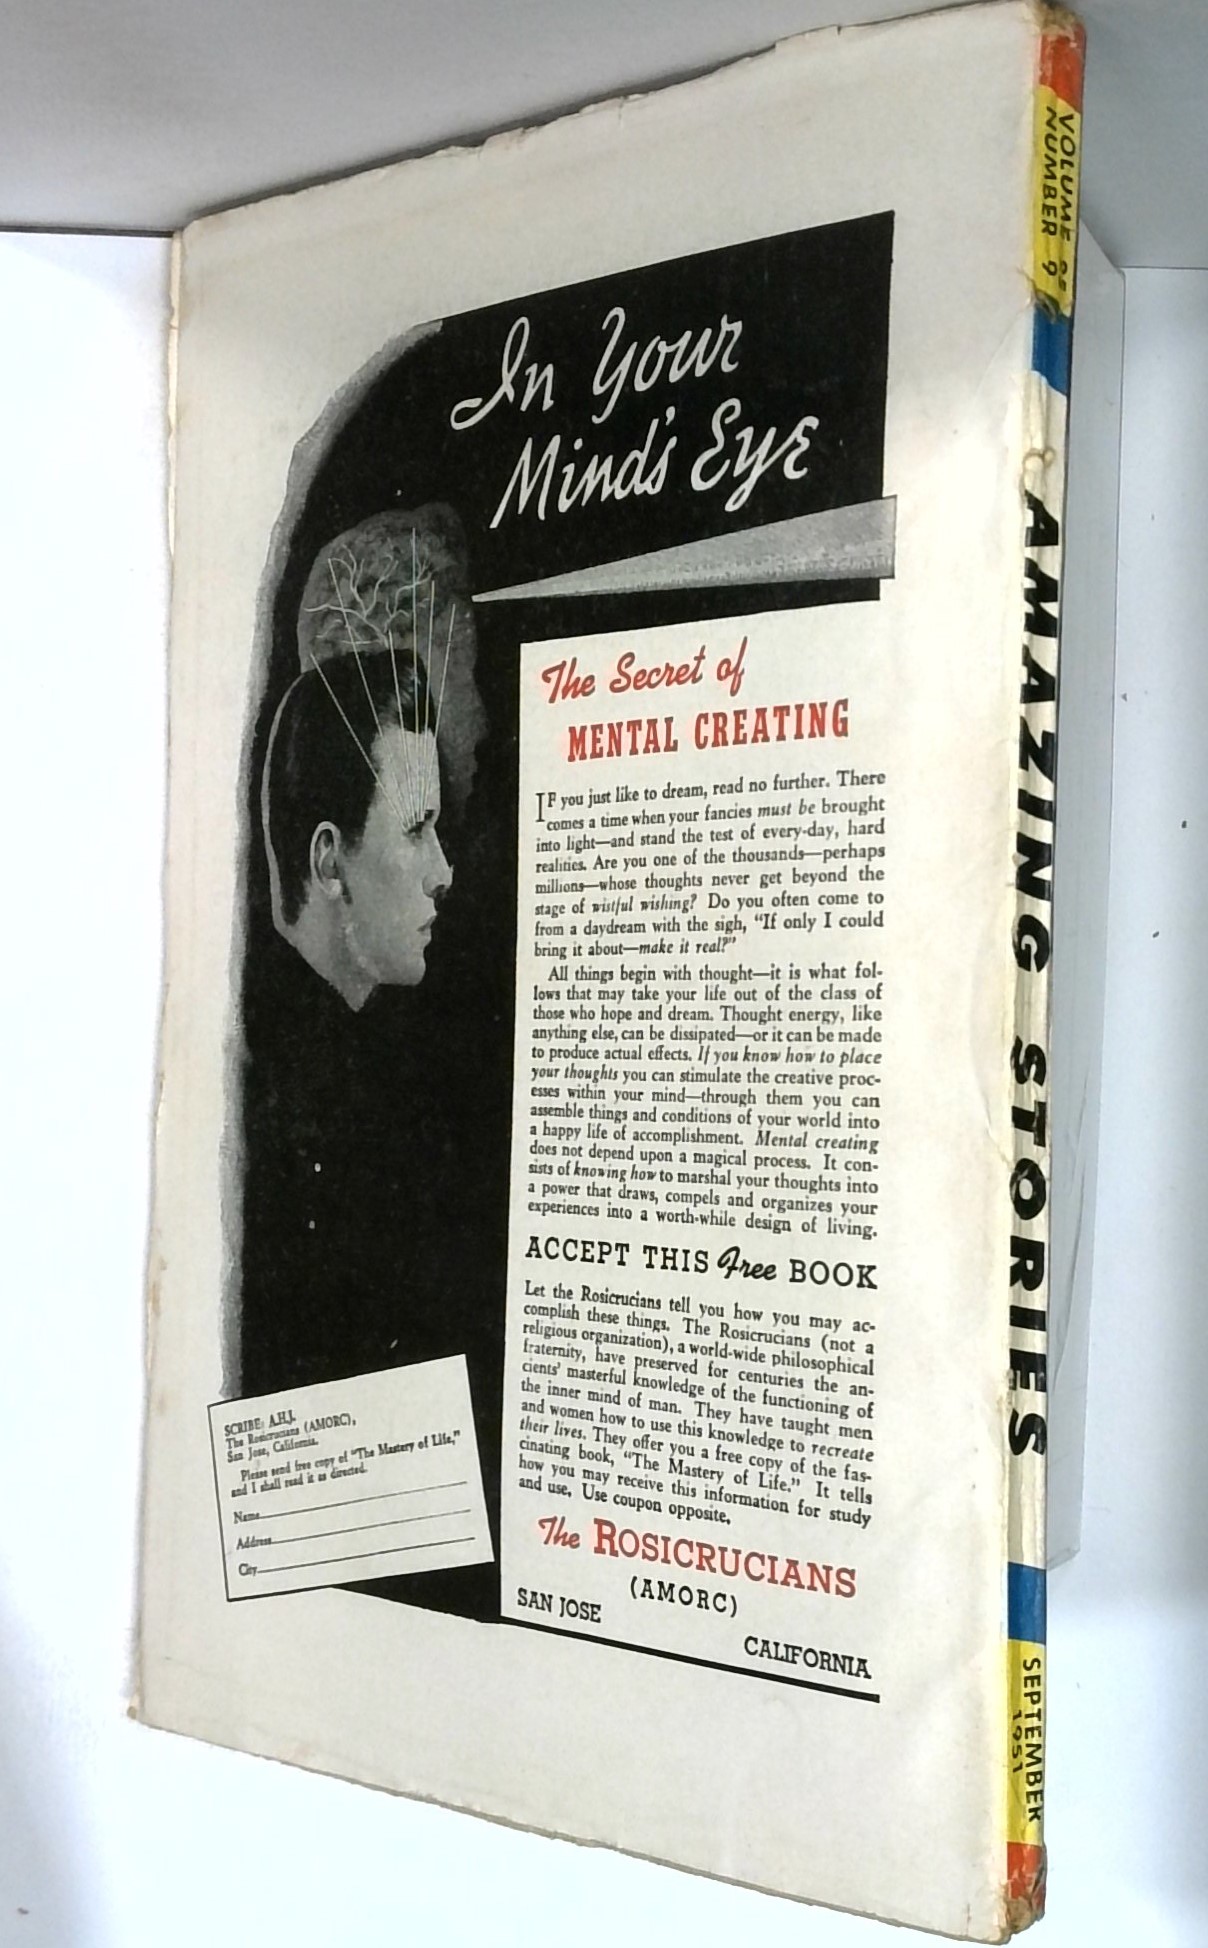 In Your
Mind's Eye
The Secret of
MENTAL CREATING
IF you just like to dream, read no further. There
comes a time when your fancies must be brought
into light—and stand the test of every-day, hard
realities. Are you one of the thousands—perhaps
millions—whose thoughts never get beyond the
stage of wistful wishing? Do you often come to
from a daydream with the sigh, “If only I could
bring it about—make it real?”
All things begin with thought—it is what fol-
lows that may take your life out of the class of
those who hope and dream. Thought energy, like
anything else, can be dissipated—or it can be made
to produce actual effects. If you know how to place
your thoughts you can stimulate the creative proc-
esses within your mind—through them you can
assemble things and conditions of your world into
a happy life of accomplishment. Mental creating
does not depend upon a magical process. It con-
sists of knowing how to marshal your thoughts into
a power that draws, compels and organizes your
experiences into a worth-while design of living.
ACCEPT THIS Free BOOK
Let the Rosicrucians tell you how you may ac-
complish these things. The Rosicrucians (not a
religious organization), a world-wide philosophical
fraternity, have preserved for centuries the an-
cients' masterful knowledge of the functioning of
the inner mind of man. They have taught men
and women how to use this knowledge to recreate
their lives. They offer you a free copy of the fas-
cinating book, “The Mastery of Life.” It tells
how you may receive this information for study
and use. Use coupon opposite.
The ROSICRUCIANS
(AMORC)
SAN JOSE
CALIFORNIA
SCRIBE: A.H.J.
The Rosicrucians (AMORC),
San Jose, California.
Please send free copy of “The Mastery of Life,”
and I shall read it as directed.
Name
Address
City
VOLUME 25
NUMBER 9
AMAZING STORIES
SEPTEMBER
1951